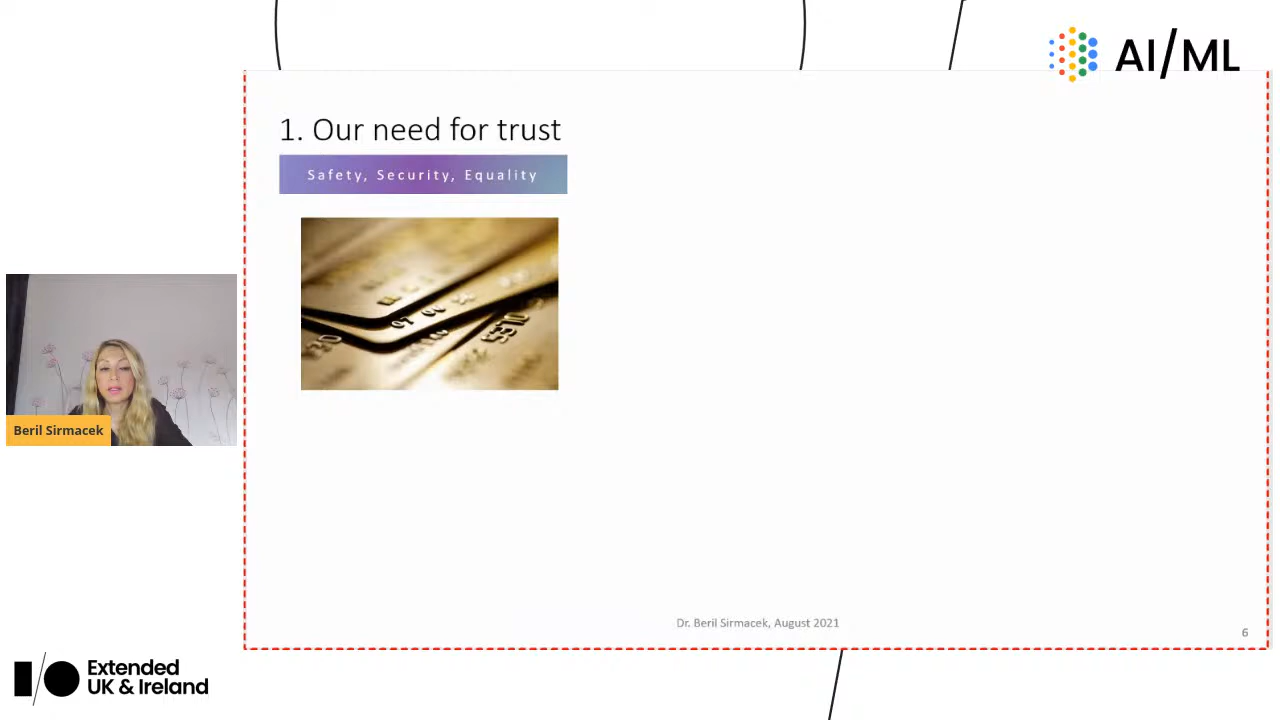 AI/ML
1. Our need for trust
Safety, Security, Equality
Beril Sirmacek
Dr. Beril Sirmacek, August 2021
6
Extended
UK & Ireland